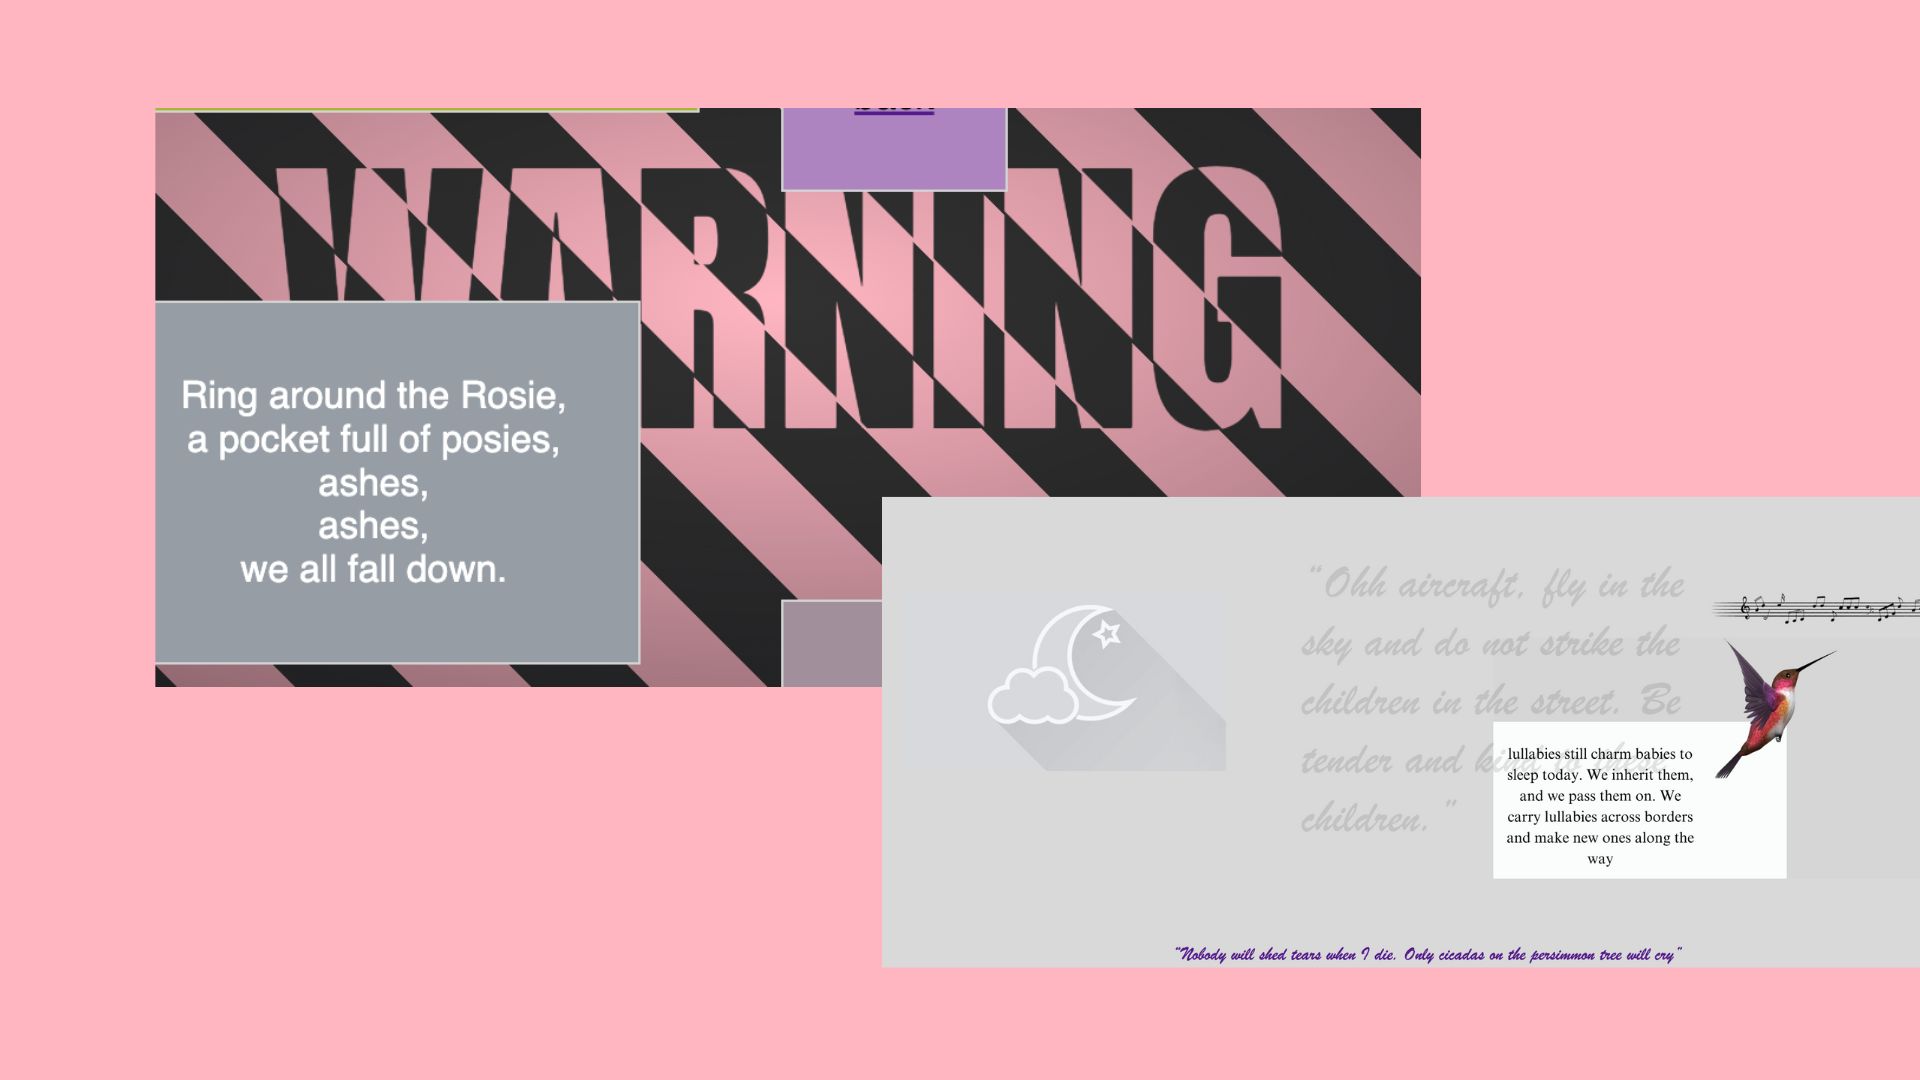 WARNING
Ring around the Rosie,
a pocket full of posies,
ashes,
ashes,
we all fall down.
“Ohh aircraft, fly in the
sky and do not strike the
children in the street. Be
tender and kind to these
children.”
lullabies still charm babies to
sleep today. We inherit them,
and we pass them on. We
carry lullabies across borders
and make new ones along the
way
“Nobody will shed tears when I die. Only cicadas on the persimmon tree will cry”